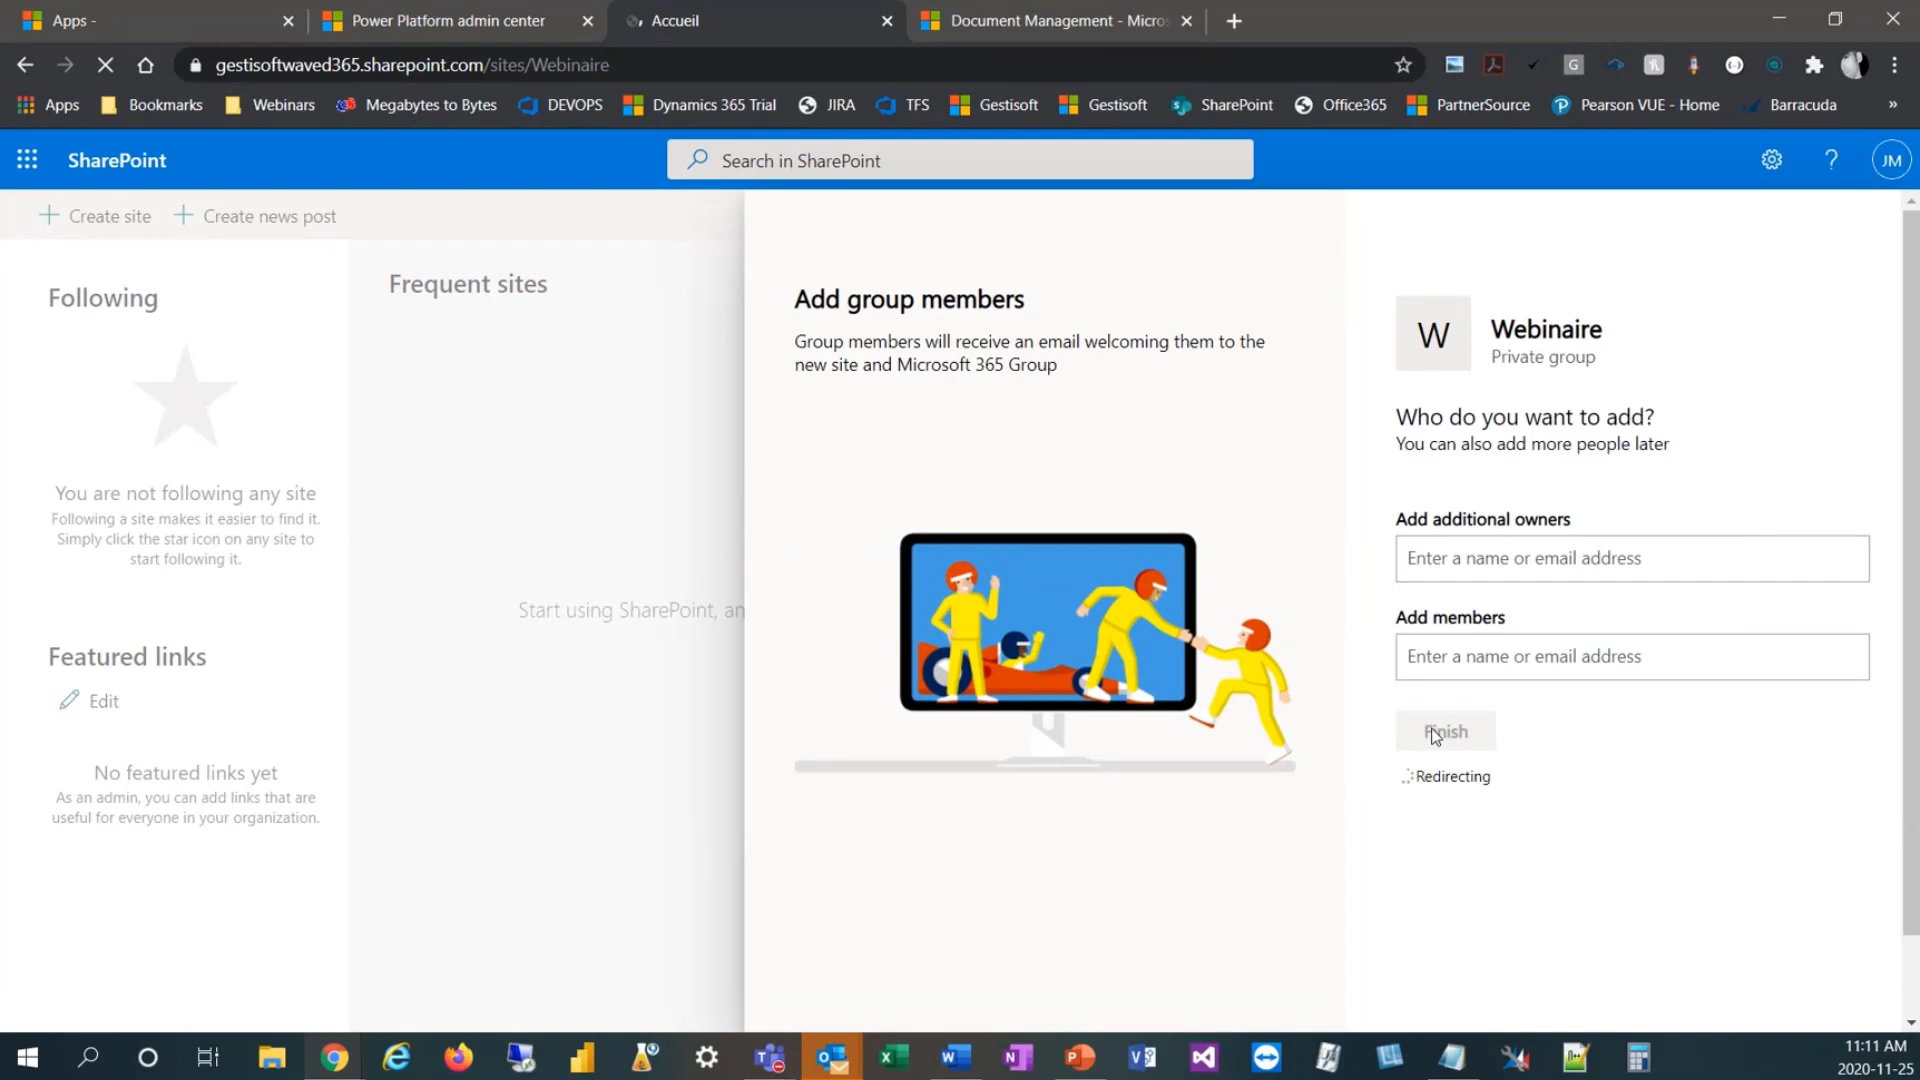 Apps -
Power Platform admin center
Accueil
Document Management - Micros
gestisoftwaved365.sharepoint.com/sites/Webinaire
Apps
Bookmarks
Webinars
Megabytes to Bytes
DEVOPS
Dynamics 365 Trial
JIRA
TFS
Gestisoft
Gestisoft
SharePoint
Office365
PartnerSource
Pearson VUE - Home
Barracuda
»
SharePoint
Search in SharePoint
?
JM
Create site
Create news post
Following
You are not following any site
Following a site makes it easier to find it.
Simply click the star icon on any site to
start following it.
Featured links
Edit
No featured links yet
As an admin, you can add links that are
useful for everyone in your organization.
Frequent sites
Start using SharePoint, an
Add group members
Group members will receive an email welcoming them to the
new site and Microsoft 365 Group
W
Webinaire
Private group
Who do you want to add?
You can also add more people later
Add additional owners
Enter a name or email address
Add members
Enter a name or email address
Finish
Redirecting
11:11 AM
2020-11-25